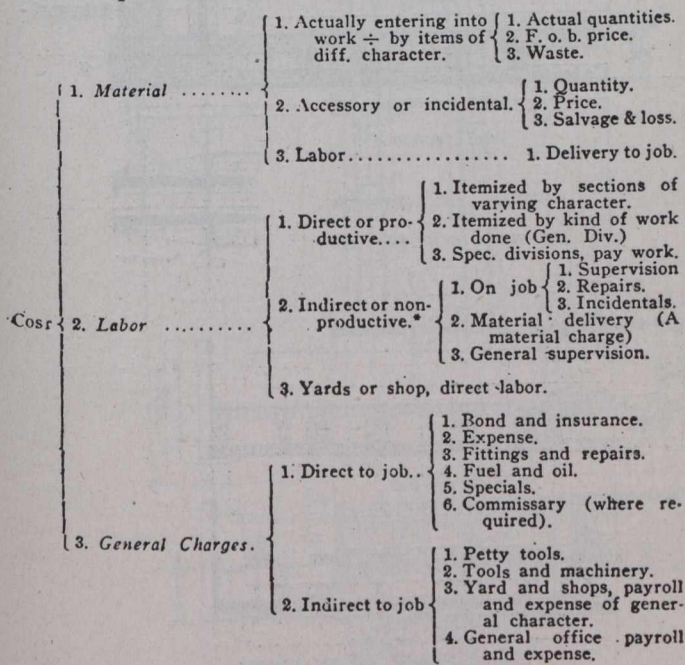 1. Actually entering into
work ÷ by items of
diff. character.
1. Actual quantities.
2. F. o. b. price.
3. Waste.
1. Material ........
2. Accessory or incidental.
1. Quantity.
2. Price.
3. Salvage & loss.
3. Labor................. 1. Delivery to job.
1. Direct or pro-
ductive....
1. Itemized by sections of
varying character.
2. Itemized by kind of work
done (Gen. Div.)
3. Spec. divisions, pay work.
Cost
2. Labor ..........
2. Indirect or non-
productive.*
1. On job
1. Supervision
2. Repairs.
3. Incidentals.
2. Material delivery (A
material charge)
3. General supervision.
3. Yards or shop, direct labor.
1. Direct to job..
1. Bond and insurance.
2. Expense.
3. Fittings and repairs.
4. Fuel and oil.
5. Specials.
6. Commissary (where re-
quired).
3. General Charges.
2. Indirect to job
1. Petty tools.
2. Tools and machinery.
3. Yard and shops, payroll
and expense of gener-
al character.
4. General office payroll
and expense.